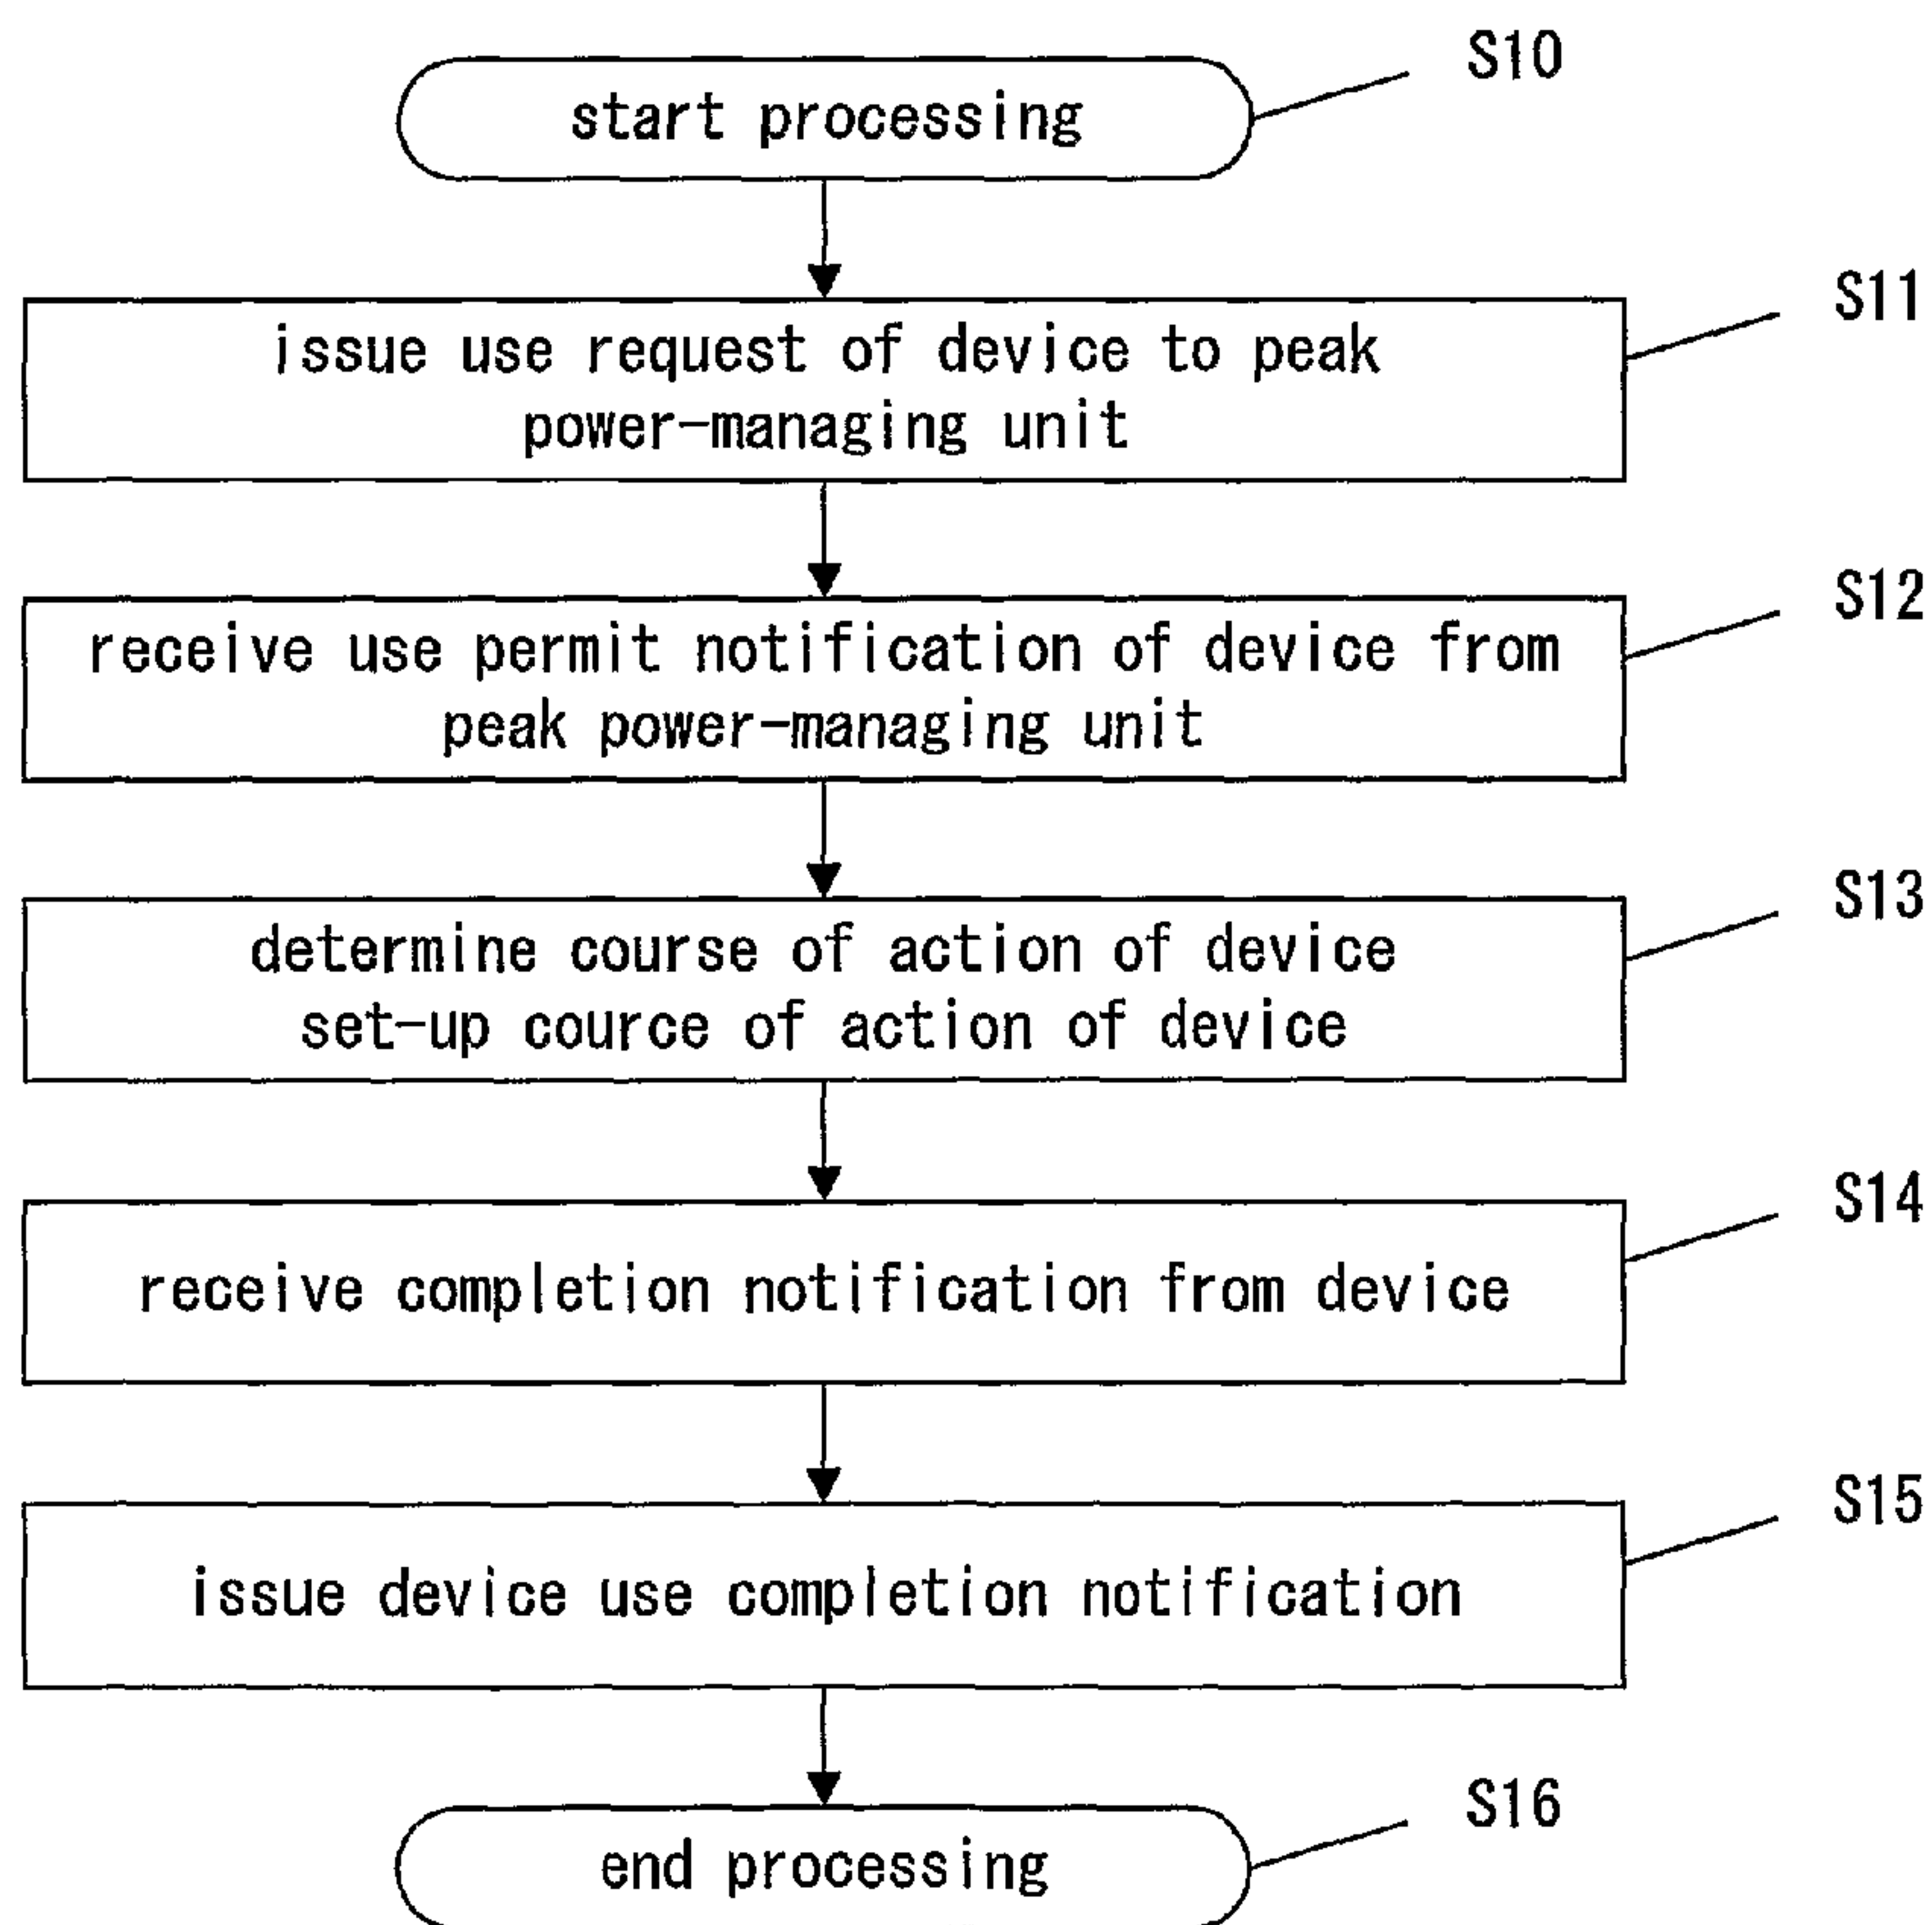 S10
start processing
S11
issue use request of device to peak
power-managing unit
S12
receive use permit notification of device from
peak power-managing unit
S13
determine course of action of device
set-up cource of action of device
S14
receive completion notification from device
S15
issue device use completion notification
S16
end processing